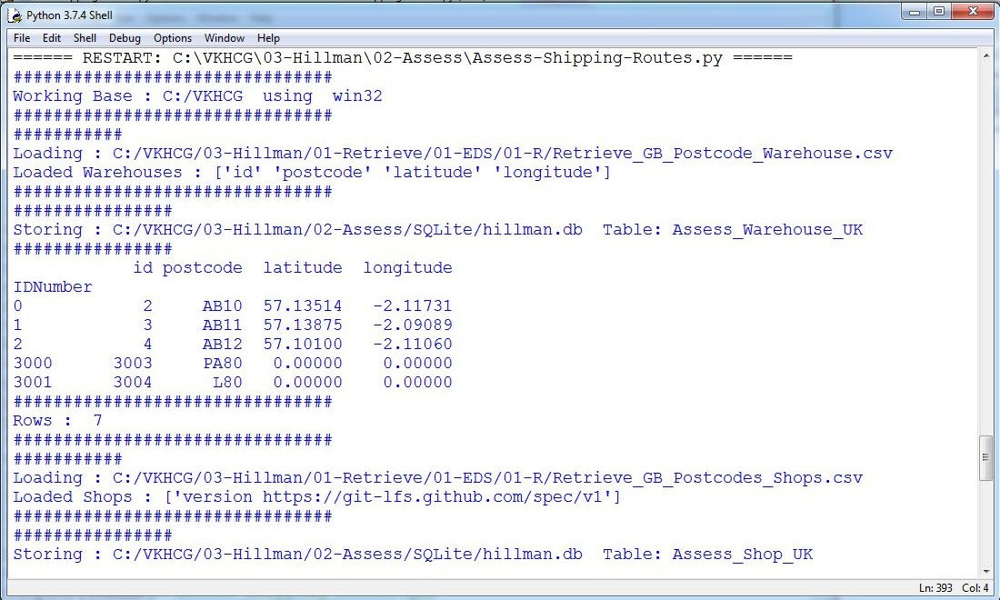 Python 3.7.4 Shell
File Edit Shell Debug Options Window Help
====== RESTART: C:\VKHCG\03-Hillman\02-Assess\Assess-Shipping-Routes.py ======
################################
Working Base : C:/VKHCG  using  win32
################################
###########
Loading : C:/VKHCG/03-Hillman/01-Retrieve/01-EDS/01-R/Retrieve_GB_Postcode_Warehouse.csv
Loaded Warehouses : ['id' 'postcode' 'latitude' 'longitude']
################################
################
Storing : C:/VKHCG/03-Hillman/02-Assess/SQLite/hillman.db  Table: Assess_Warehouse_UK
################
            id postcode  latitude  longitude
IDNumber
0            2     AB10  57.13514   -2.11731
1            3     AB11  57.13875   -2.09089
2            4     AB12  57.10100   -2.11060
3000      3003     PA80   0.00000    0.00000
3001      3004      L80   0.00000    0.00000
################################
Rows :  7
################################
###########
Loading : C:/VKHCG/03-Hillman/01-Retrieve/01-EDS/01-R/Retrieve_GB_Postcodes_Shops.csv
Loaded Shops : ['version https://git-lfs.github.com/spec/v1']
################################
################
Storing : C:/VKHCG/03-Hillman/02-Assess/SQLite/hillman.db  Table: Assess_Shop_UK
Ln: 393 Col: 4